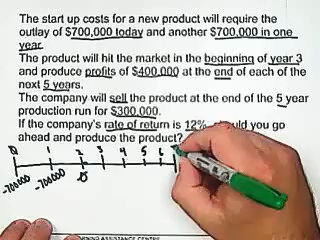 The start up costs for a new product will require the
outlay of $700,000 today and another $700,000 in one
year.
The product will hit the market in the beginning of year 3
and produce profits of $400,000 at the end of each of the
next 5 years.
The company will sell the product at the end of the 5 year
production run for $300,000.
If the company's rate of return is 12%, should you go
ahead and produce the product?
0 1 2 3 4 5 6
-700000 -700000 0
ASSISTANCE CENTRE